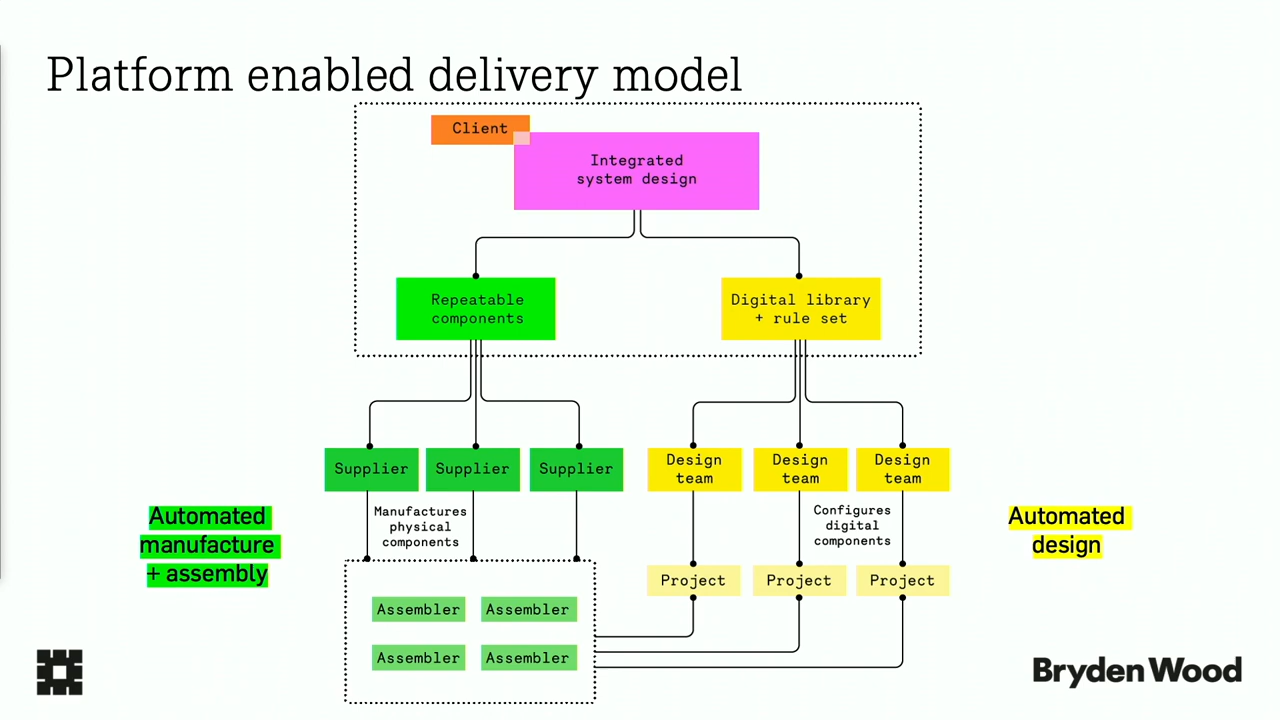 Platform enabled delivery model
Client
Integrated
system design
Repeatable
components
Digital library
+ rule set
Supplier
Supplier
Supplier
Design
team
Design
team
Design
team
Manufactures
physical
components
Configures
digital
components
Automated
manufacture
+ assembly
Automated
design
Project
Project
Project
Assembler
Assembler
Assembler
Assembler
Bryden Wood